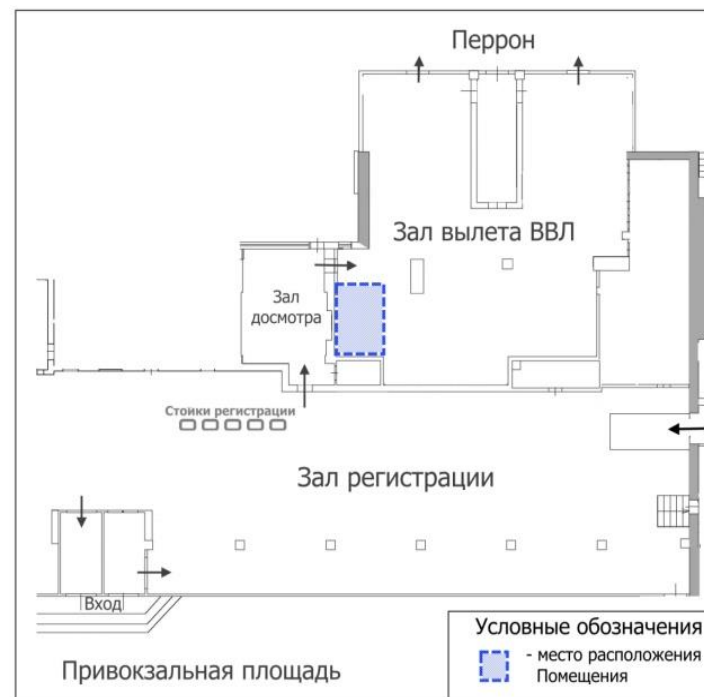 Перрон
Зал вылета ВВЛ
Зал
досмотра
Стойки регистрации
Зал регистрации
Вход
Привокзальная площадь
Условные обозначения
- место расположения
Помещения